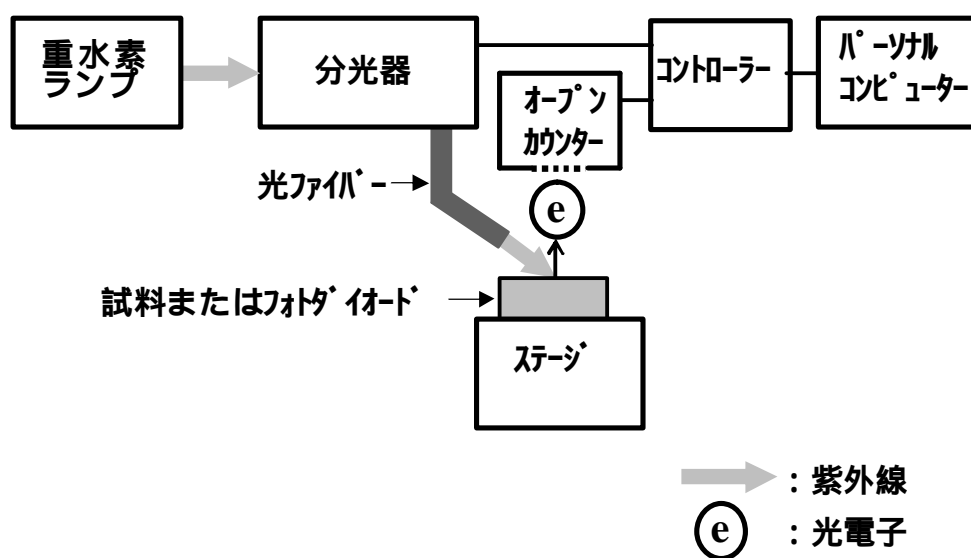 重水素
ランプ
分光器
コントローラー
ﾊﾟｰｿﾅﾙ
ｺﾝﾋﾟｭｰﾀｰ
ｵｰﾌﾟﾝ
ｶｳﾝﾀｰ
光ﾌｧｲﾊﾞｰ
e
試料またはﾌｫﾄﾀﾞｲｵｰﾄﾞ
ｽﾃｰｼﾞ
：紫外線
e ：光電子